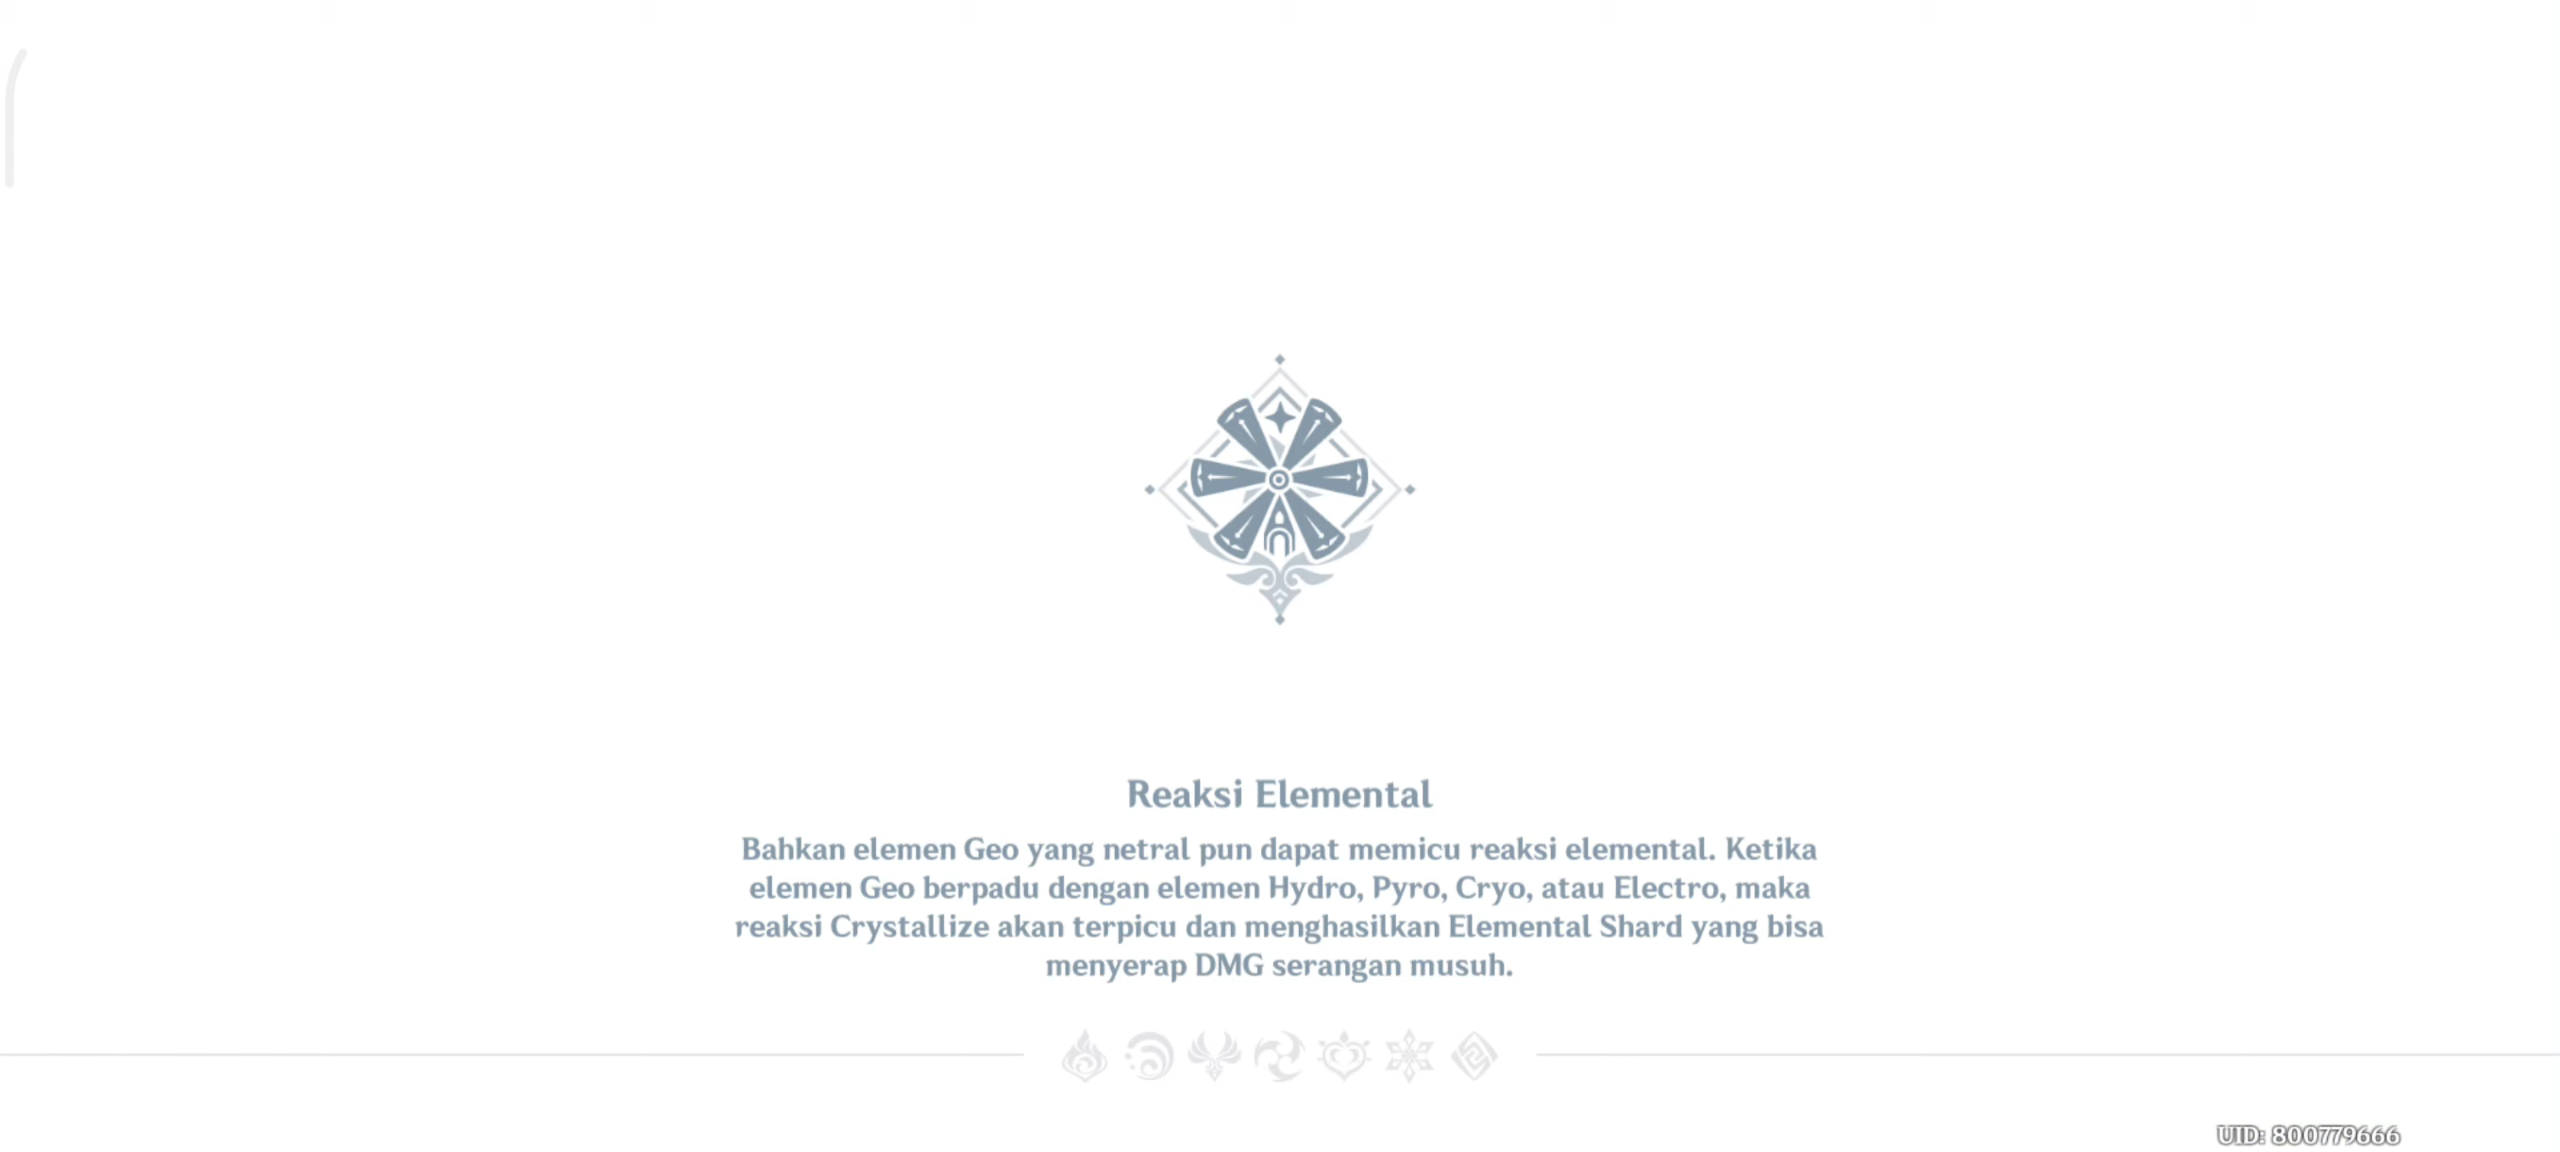 Reaksi Elemental
Bahkan elemen Geo yang netral pun dapat memicu reaksi elemental. Ketika
elemen Geo berpadu dengan elemen Hydro, Pyro, Cryo, atau Electro, maka
reaksi Crystallize akan terpicu dan menghasilkan Elemental Shard yang bisa
menyerap DMG serangan musuh.
UID: 800779666